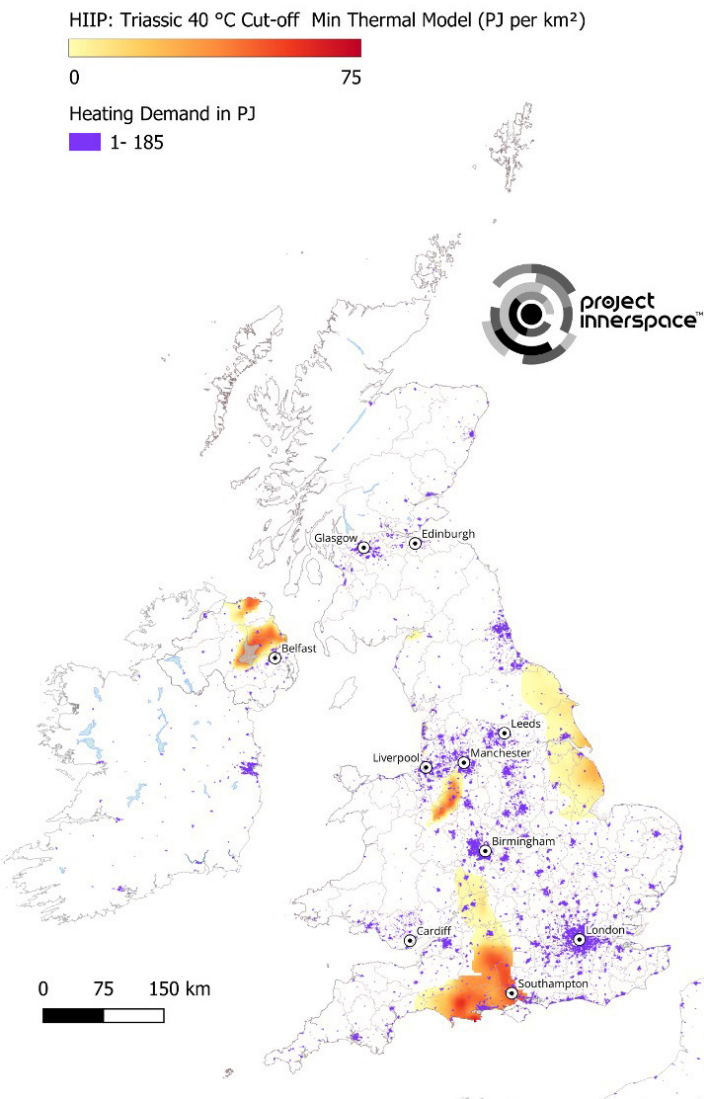 HIIP: Triassic 40 °C Cut-off Min Thermal Model (PJ per km²)
0 75
Heating Demand in PJ
1- 185
project
innerspace™
Glasgow
Edinburgh
Belfast
Leeds
Liverpool
Manchester
Birmingham
Cardiff
London
Southampton
0 75 150 km